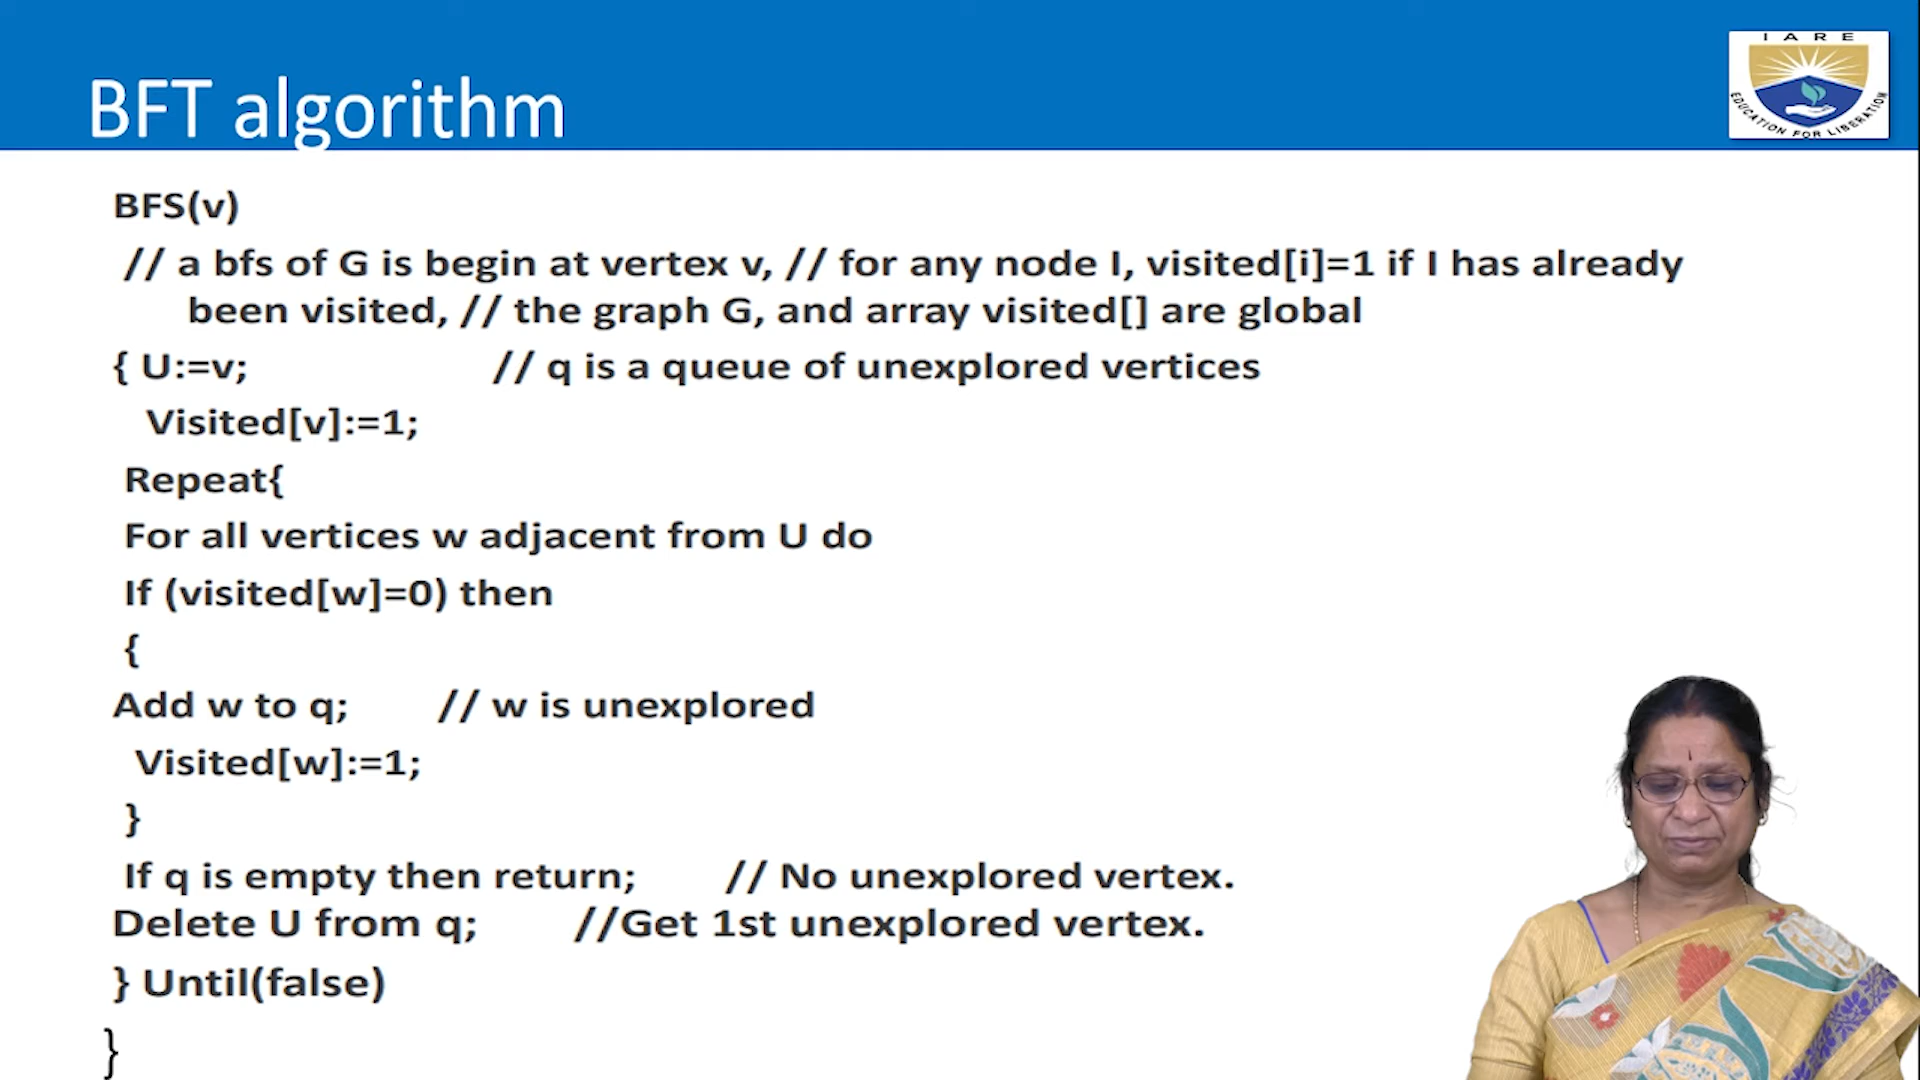 IARE
EDUCATION FOR LIBERATION
BFT algorithm
BFS(v)
// a bfs of G is begin at vertex v, // for any node I, visited[i]=1 if I has already
been visited, // the graph G, and array visited[] are global
{ U:=v; // q is a queue of unexplored vertices
Visited[v]:=1;
Repeat{
For all vertices w adjacent from U do
If (visited[w]=0) then
{
Add w to q; // w is unexplored
Visited[w]:=1;
}
If q is empty then return; // No unexplored vertex.
Delete U from q; //Get 1st unexplored vertex.
} Until(false)
}